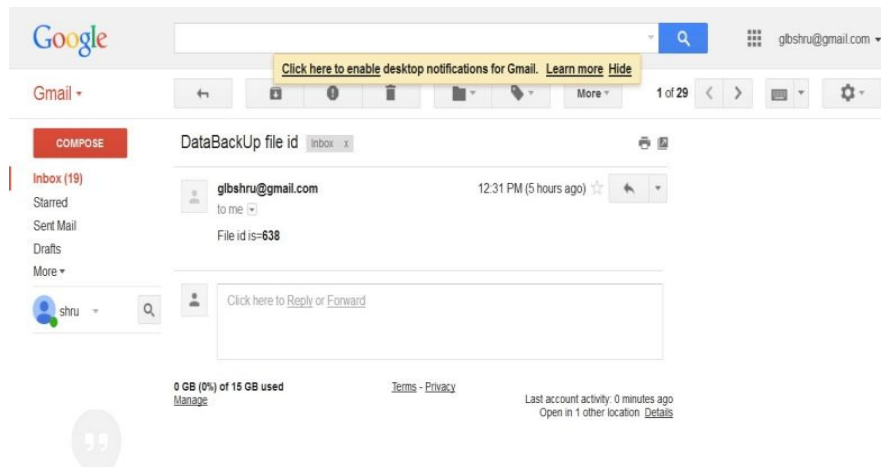 Google
glbshru@gmail.com
Click here to enable desktop notifications for Gmail. Learn more Hide
Gmail
More
1 of 29
COMPOSE
DataBackUp file id Inbox x
Inbox (19)
Starred
Sent Mail
Drafts
More
glbshru@gmail.com
12:31 PM (5 hours ago)
to me
File id is=638
shru
Click here to Reply or Forward
0 GB (0%) of 15 GB used
Manage
Terms - Privacy
Last account activity: 0 minutes ago
Open in 1 other location Details